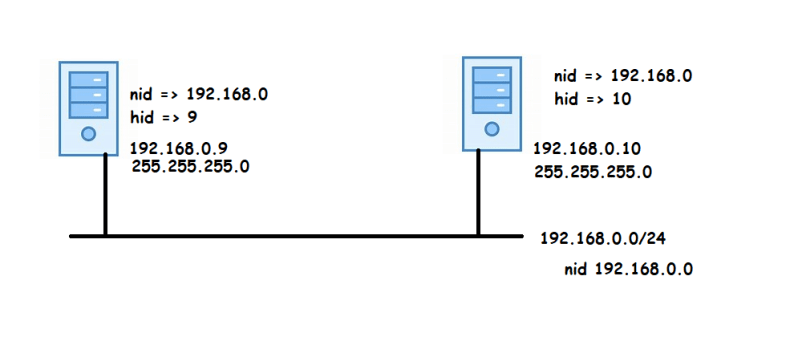 nid => 192.168.0
hid => 9
192.168.0.9
255.255.255.0
nid => 192.168.0
hid => 10
192.168.0.10
255.255.255.0
192.168.0.0/24
nid 192.168.0.0